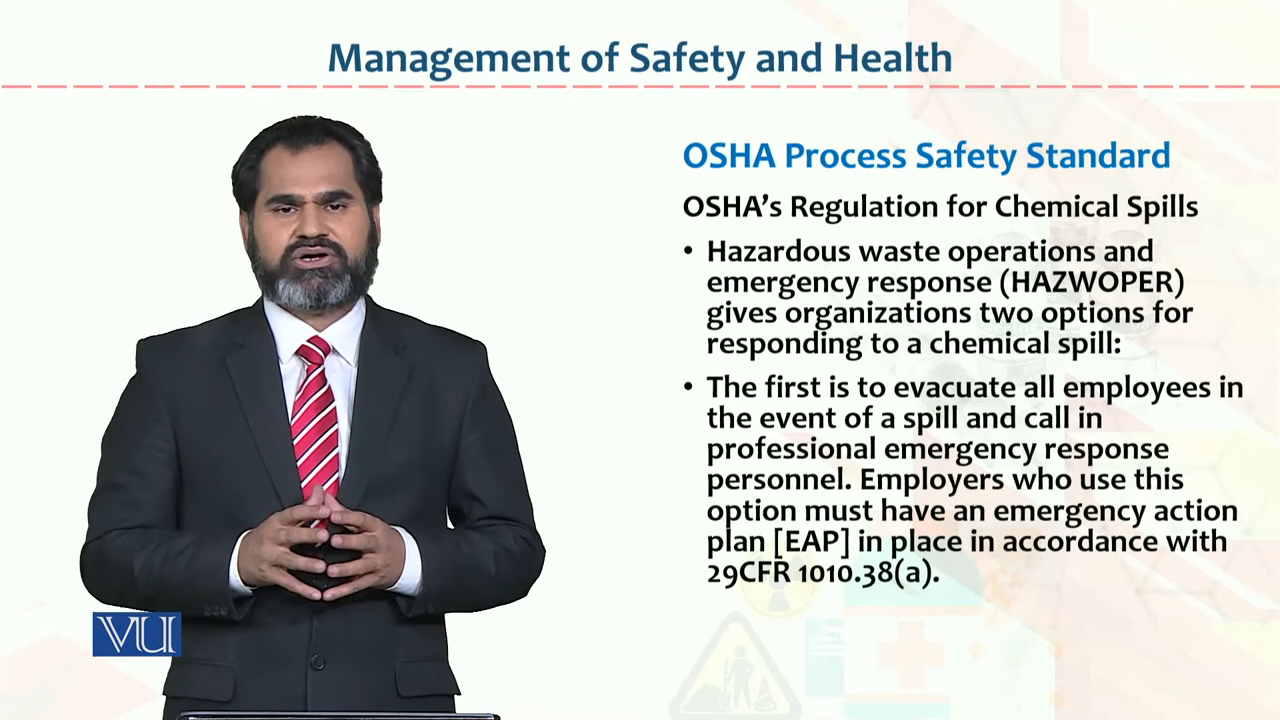 Management of Safety and Health
OSHA Process Safety Standard
OSHA's Regulation for Chemical Spills
• Hazardous waste operations and
emergency response (HAZWOPER)
gives organizations two options for
responding to a chemical spill:
• The first is to evacuate all employees in
the event of a spill and call in
professional emergency response
personnel. Employers who use this
option must have an emergency action
plan [EAP] in place in accordance with
29CFR 1010.38(a).
VU